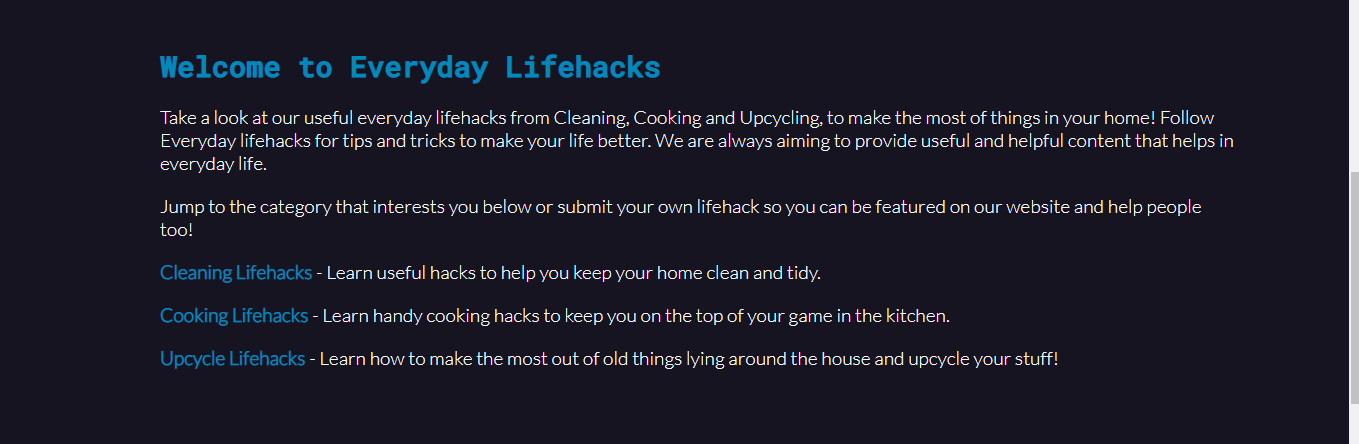 Welcome to Everyday Lifehacks
Take a look at our useful everyday lifehacks from Cleaning, Cooking and Upcycling, to make the most of things in your home! Follow
Everyday lifehacks for tips and tricks to make your life better. We are always aiming to provide useful and helpful content that helps in
everyday life.
Jump to the category that interests you below or submit your own lifehack so you can be featured on our website and help people
too!
Cleaning Lifehacks - Learn useful hacks to help you keep your home clean and tidy.
Cooking Lifehacks - Learn handy cooking hacks to keep you on the top of your game in the kitchen.
Upcycle Lifehacks - Learn how to make the most out of old things lying around the house and upcycle your stuff!